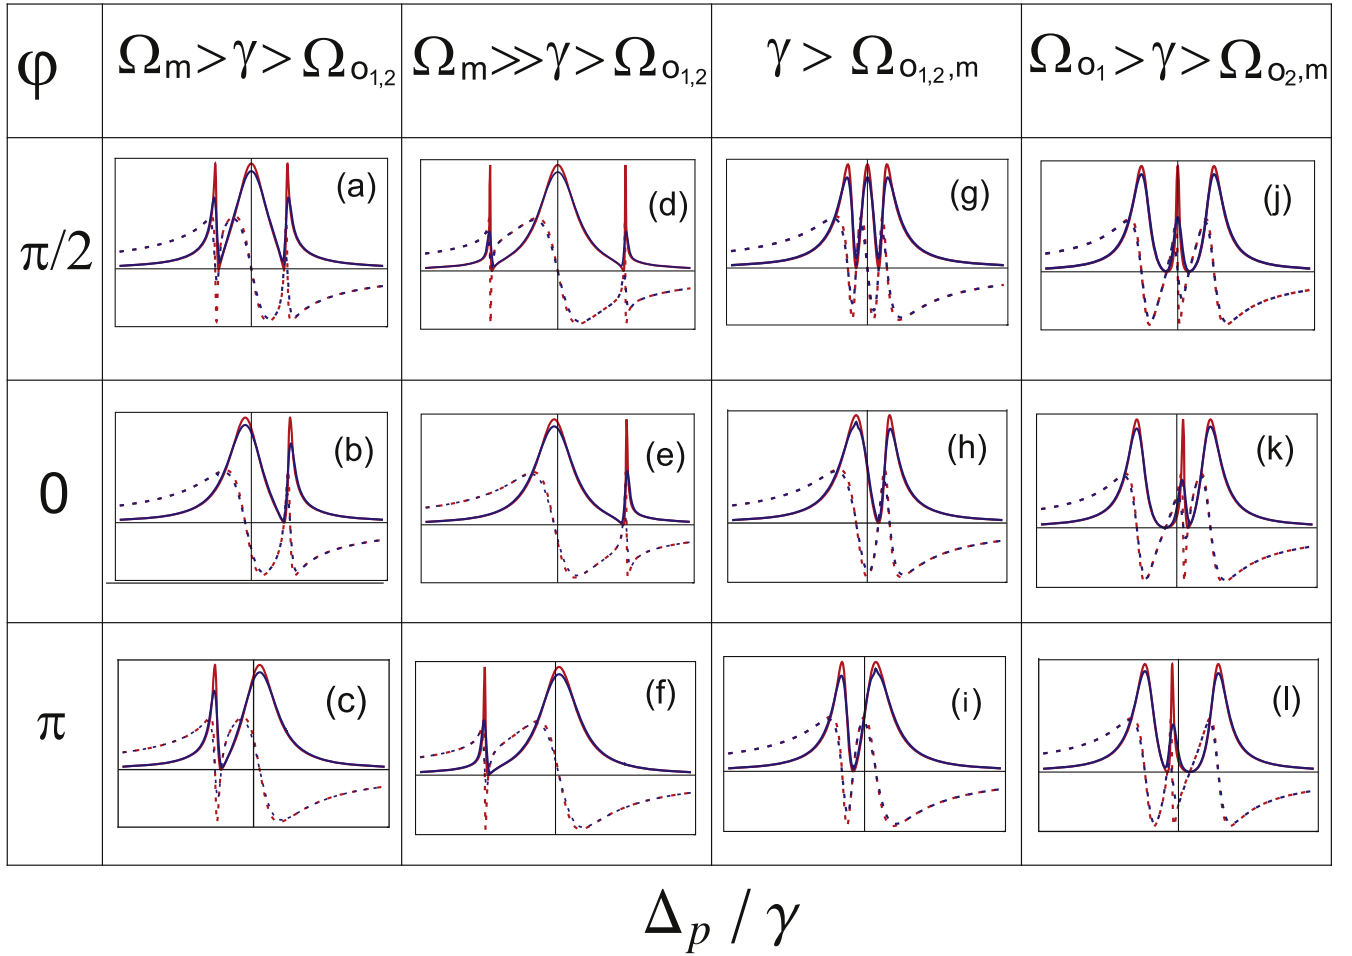 φ Ωm>γ>Ωo1,2 Ωm≫γ>Ωo1,2 γ> Ωo1,2,m Ωo1>γ>Ωo2,m
π/2 (a) (d) (g) (j)
0 (b) (e) (h) (k)
π (c) (f) (i) (l)
Δp / γ